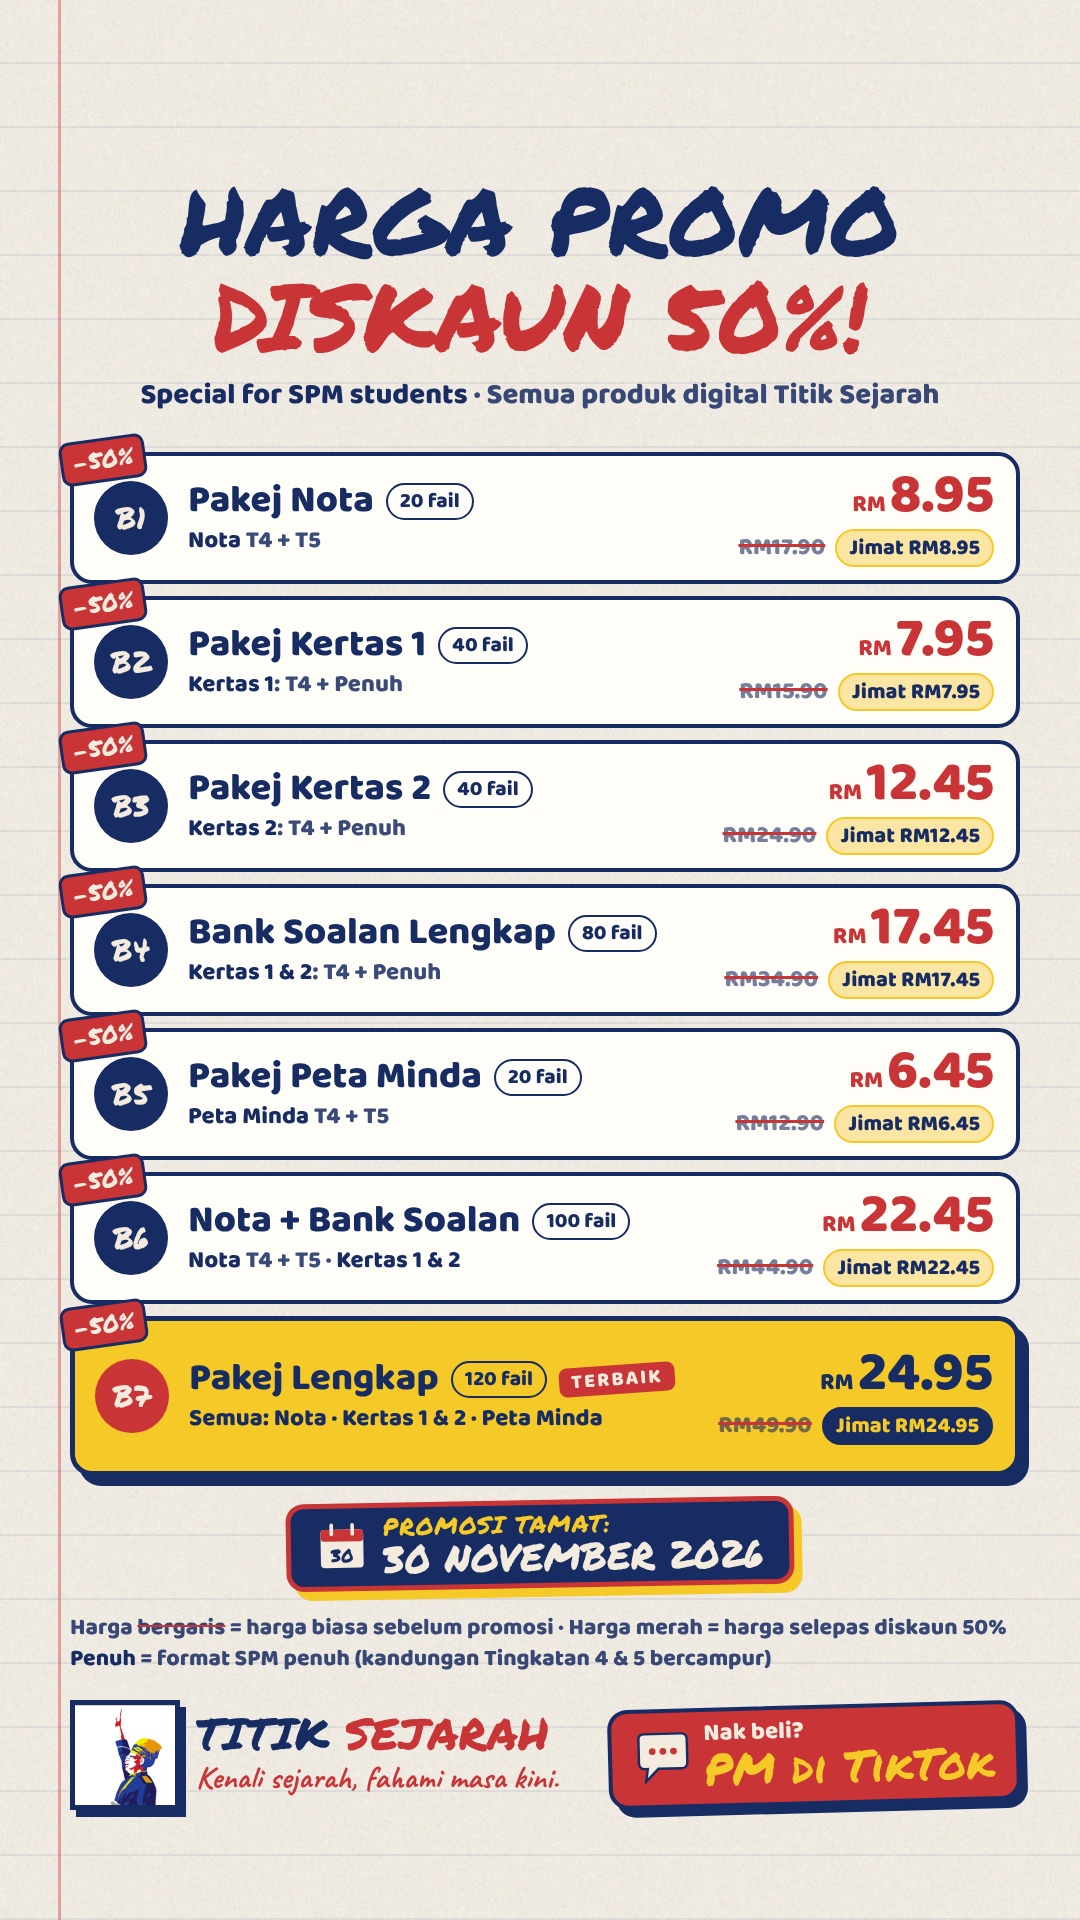 HARGA PROMO
DISKAUN 50%!
Special for SPM students · Semua produk digital Titik Sejarah
-50%
B1
Pakej Nota 20 fail
Nota T4 + T5
RM 8.95
RM17.90 Jimat RM8.95
-50%
B2
Pakej Kertas 1 40 fail
Kertas 1: T4 + Penuh
RM 7.95
RM15.90 Jimat RM7.95
-50%
B3
Pakej Kertas 2 40 fail
Kertas 2: T4 + Penuh
RM 12.45
RM24.90 Jimat RM12.45
-50%
B4
Bank Soalan Lengkap 80 fail
Kertas 1 & 2: T4 + Penuh
RM 17.45
RM34.90 Jimat RM17.45
-50%
B5
Pakej Peta Minda 20 fail
Peta Minda T4 + T5
RM 6.45
RM12.90 Jimat RM6.45
-50%
B6
Nota + Bank Soalan 100 fail
Nota T4 + T5 · Kertas 1 & 2
RM 22.45
RM44.90 Jimat RM22.45
-50%
B7
Pakej Lengkap 120 fail TERBAIK
Semua: Nota · Kertas 1 & 2 · Peta Minda
RM 24.95
RM49.90 Jimat RM24.95
30
PROMOSI TAMAT:
30 NOVEMBER 2026
Harga bergaris = harga biasa sebelum promosi · Harga merah = harga selepas diskaun 50%
Penuh = format SPM penuh (kandungan Tingkatan 4 & 5 bercampur)
TITIK SEJARAH
Kenali sejarah, fahami masa kini.
Nak beli?
PM DI TIKTOK